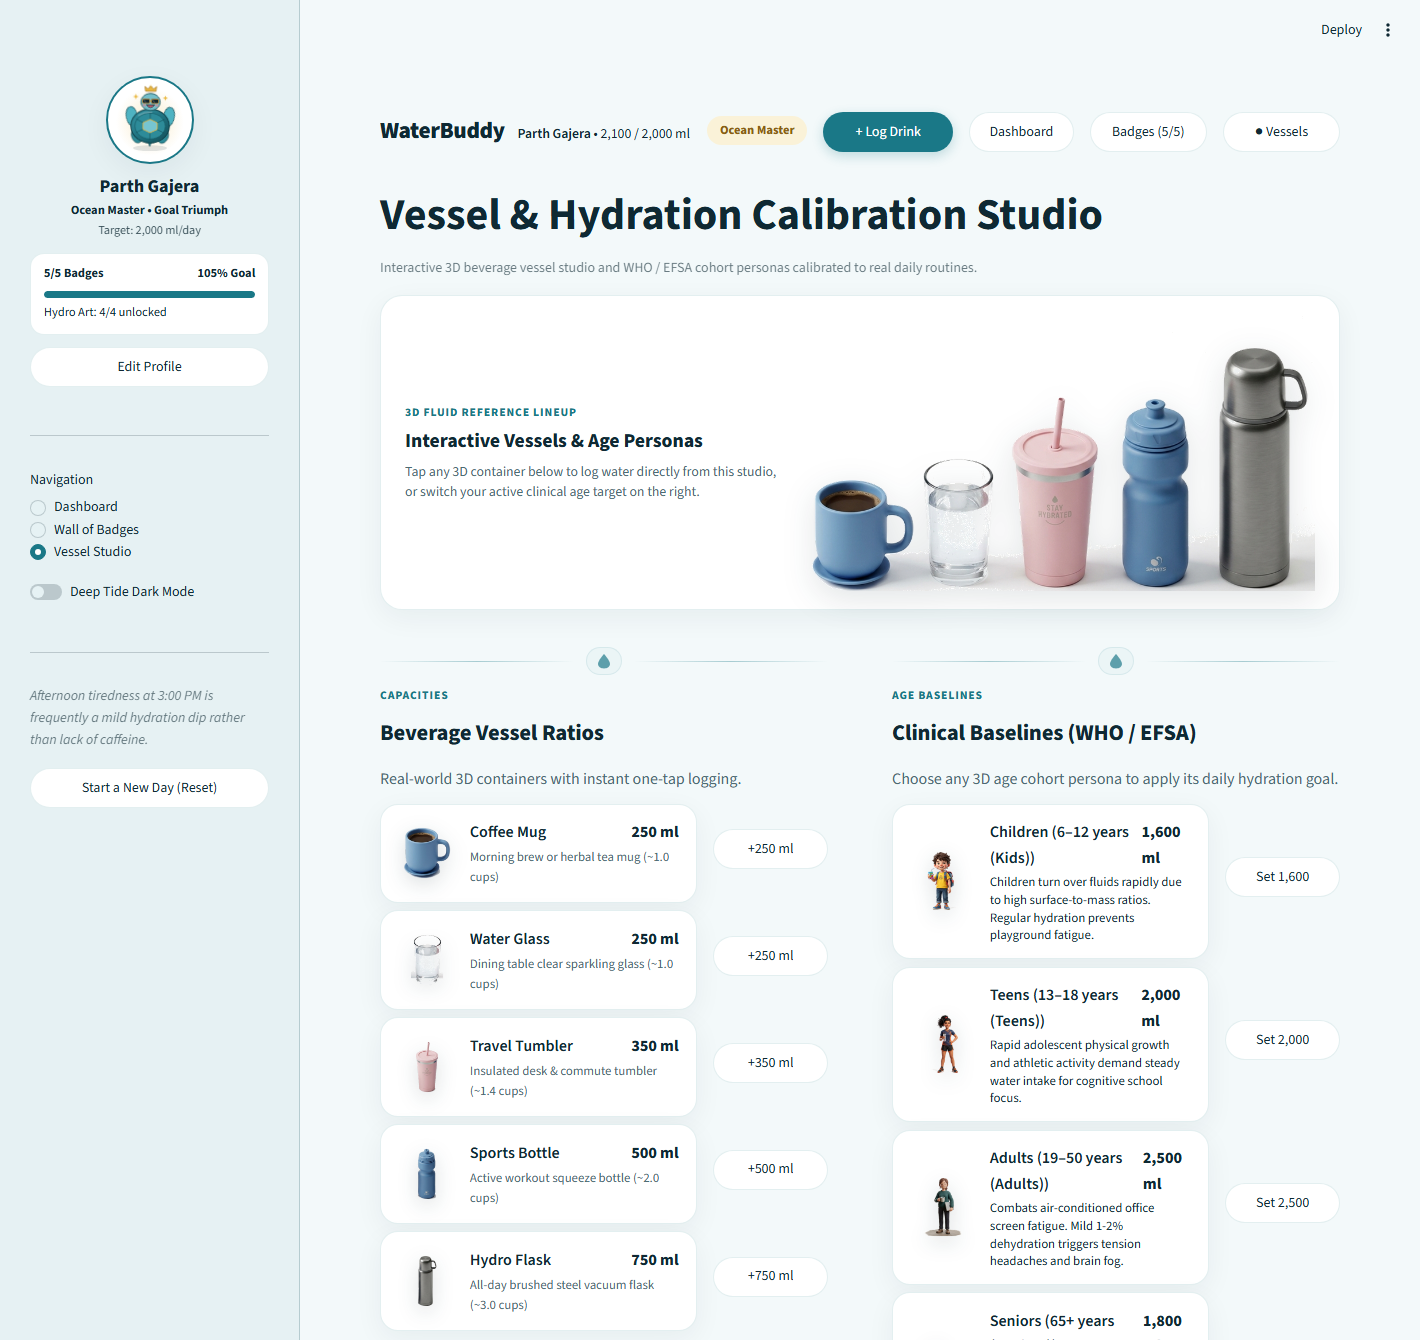 Deploy
Parth Gajera
Ocean Master • Goal Triumph
Target: 2,000 ml/day
5/5 Badges 105% Goal
Hydro Art: 4/4 unlocked
Edit Profile
Navigation
Dashboard
Wall of Badges
Vessel Studio
Deep Tide Dark Mode
Afternoon tiredness at 3:00 PM is
frequently a mild hydration dip rather
than lack of caffeine.
Start a New Day (Reset)
WaterBuddy Parth Gajera • 2,100 / 2,000 ml Ocean Master + Log Drink Dashboard Badges (5/5) ● Vessels
Vessel & Hydration Calibration Studio
Interactive 3D beverage vessel studio and WHO / EFSA cohort personas calibrated to real daily routines.
3D FLUID REFERENCE LINEUP
Interactive Vessels & Age Personas
Tap any 3D container below to log water directly from this studio,
or switch your active clinical age target on the right.
STAY
HYDRATED
SPORTS
CAPACITIES
Beverage Vessel Ratios
Real-world 3D containers with instant one-tap logging.
Coffee Mug 250 ml
Morning brew or herbal tea mug (~1.0
cups)
+250 ml
Water Glass 250 ml
Dining table clear sparkling glass (~1.0
cups)
+250 ml
Travel Tumbler 350 ml
Insulated desk & commute tumbler
(~1.4 cups)
+350 ml
Sports Bottle 500 ml
Active workout squeeze bottle (~2.0
cups)
+500 ml
Hydro Flask 750 ml
All-day brushed steel vacuum flask
(~3.0 cups)
+750 ml
AGE BASELINES
Clinical Baselines (WHO / EFSA)
Choose any 3D age cohort persona to apply its daily hydration goal.
Children (6–12 years 1,600
(Kids)) ml
Children turn over fluids rapidly due
to high surface-to-mass ratios.
Regular hydration prevents
playground fatigue.
Set 1,600
Teens (13–18 years 2,000
(Teens)) ml
Rapid adolescent physical growth
and athletic activity demand steady
water intake for cognitive school
focus.
Set 2,000
Adults (19–50 years 2,500
(Adults)) ml
Combats air-conditioned office
screen fatigue. Mild 1-2%
dehydration triggers tension
headaches and brain fog.
Set 2,500
Seniors (65+ years 1,800